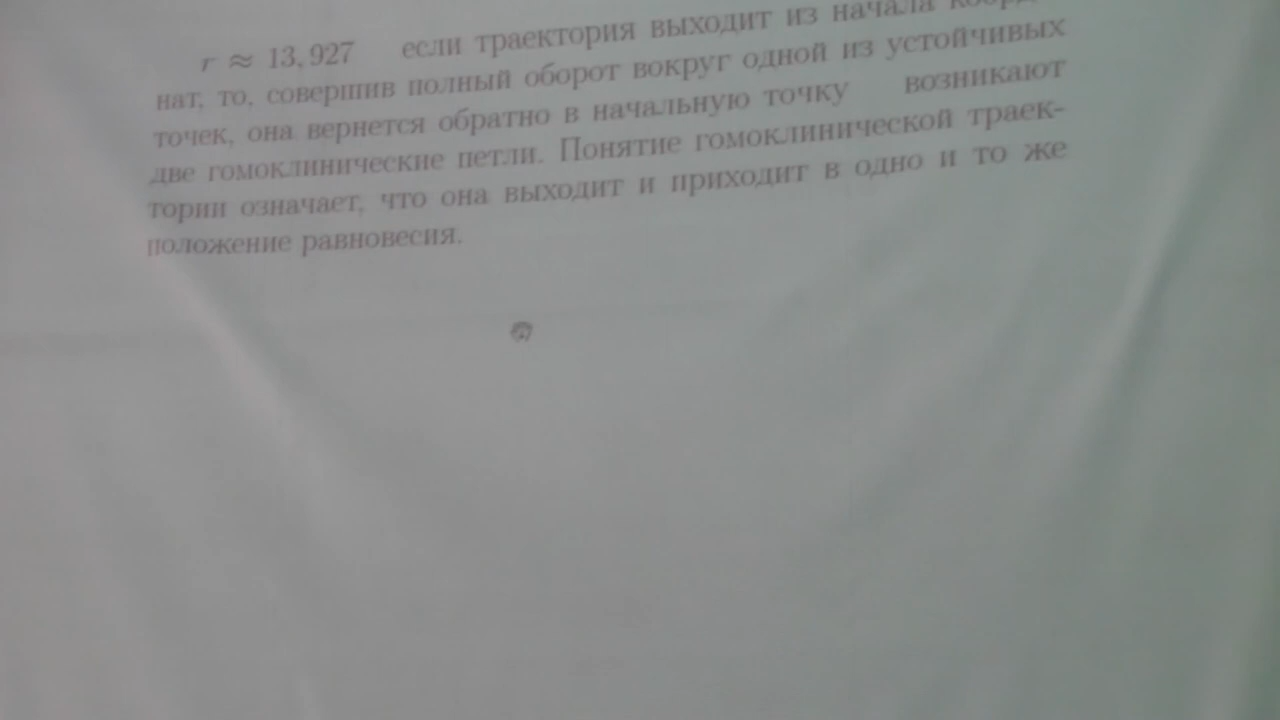 r ≈ 13,927 если траектория выходит из начала коорди-
нат, то, совершив полный оборот вокруг одной из устойчивых
точек, она вернется обратно в начальную точку возникают
две гомоклинические петли. Понятие гомоклинической траек-
тории означает, что она выходит и приходит в одно и то же
положение равновесия.